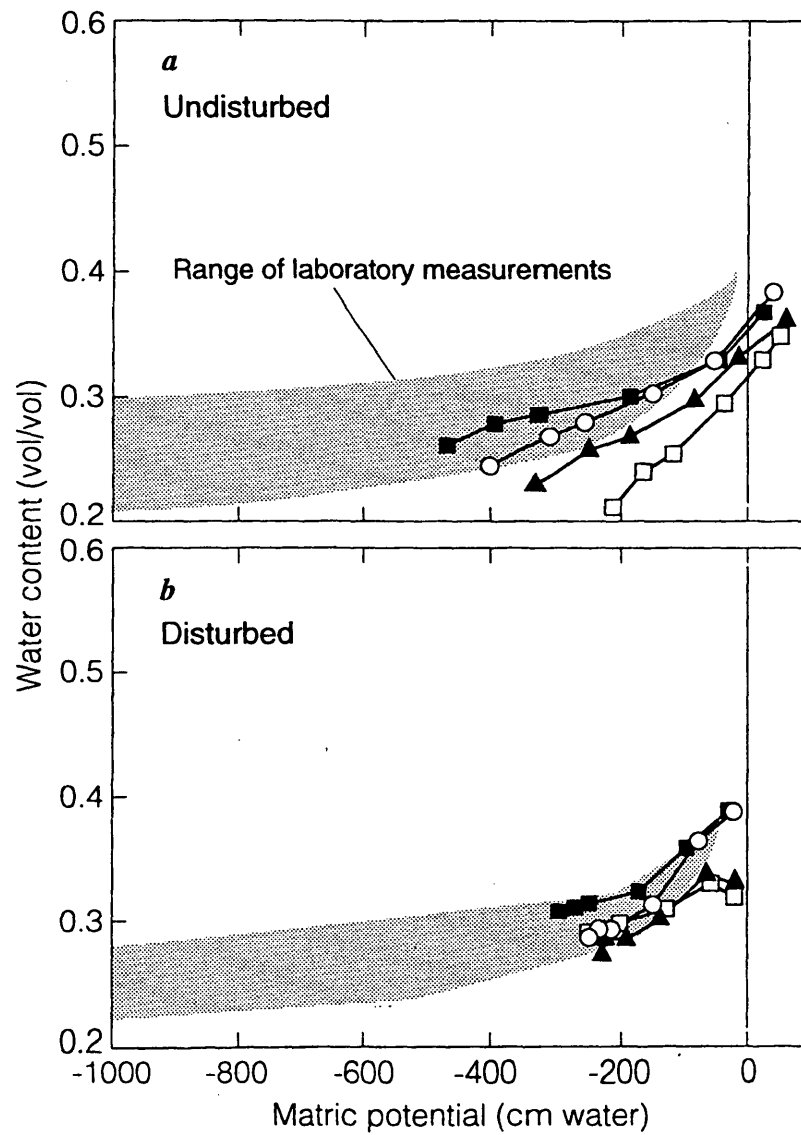 0.6
a
Undisturbed
0.5
0.4
Range of laboratory measurements
0.3
0.2
0.6
b
Disturbed
0.5
0.4
0.3
0.2
-1000
-800
-600
-400
-200
0
Water content (vol/vol)
Matric potential (cm water)